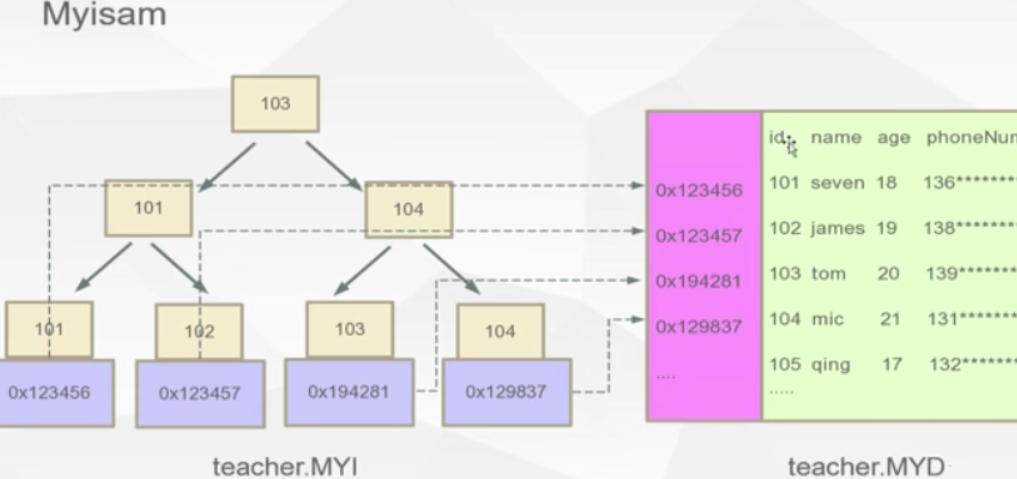 Myisam
103
101
104
101
102
103
104
0x123456
0x123457
0x194281
0x129837
teacher.MYI
0x123456
0x123457
0x194281
0x129837
....
id name age phoneNum
101 seven 18 136********
102 james 19 138********
103 tom 20 139********
104 mic 21 131********
105 qing 17 132********
.....
teacher.MYD